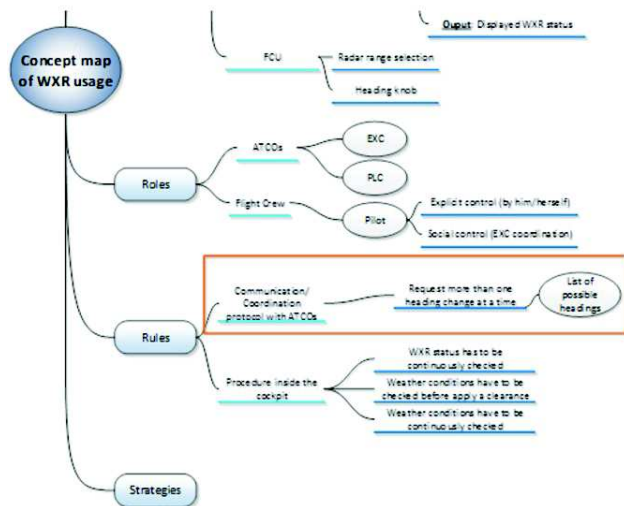 Ouput: Displayed WXR status
Concept map
of WXR usage
FCU
Radar range selection
Heading knob
Roles
ATCOs
EXC
PLC
Flight Crew
Pilot
Explicit control (by him/herself)
Social control (EXC coordination)
Rules
Communication/
Coordination
protocol with ATCOs
Request more than one
heading change at a time
List of
possible
headings
Procedure inside the
cockpit
WXR status has to be
continuously checked
Weather conditions have to be
checked before apply a clearance
Weather conditions have to be
continuously checked
Strategies